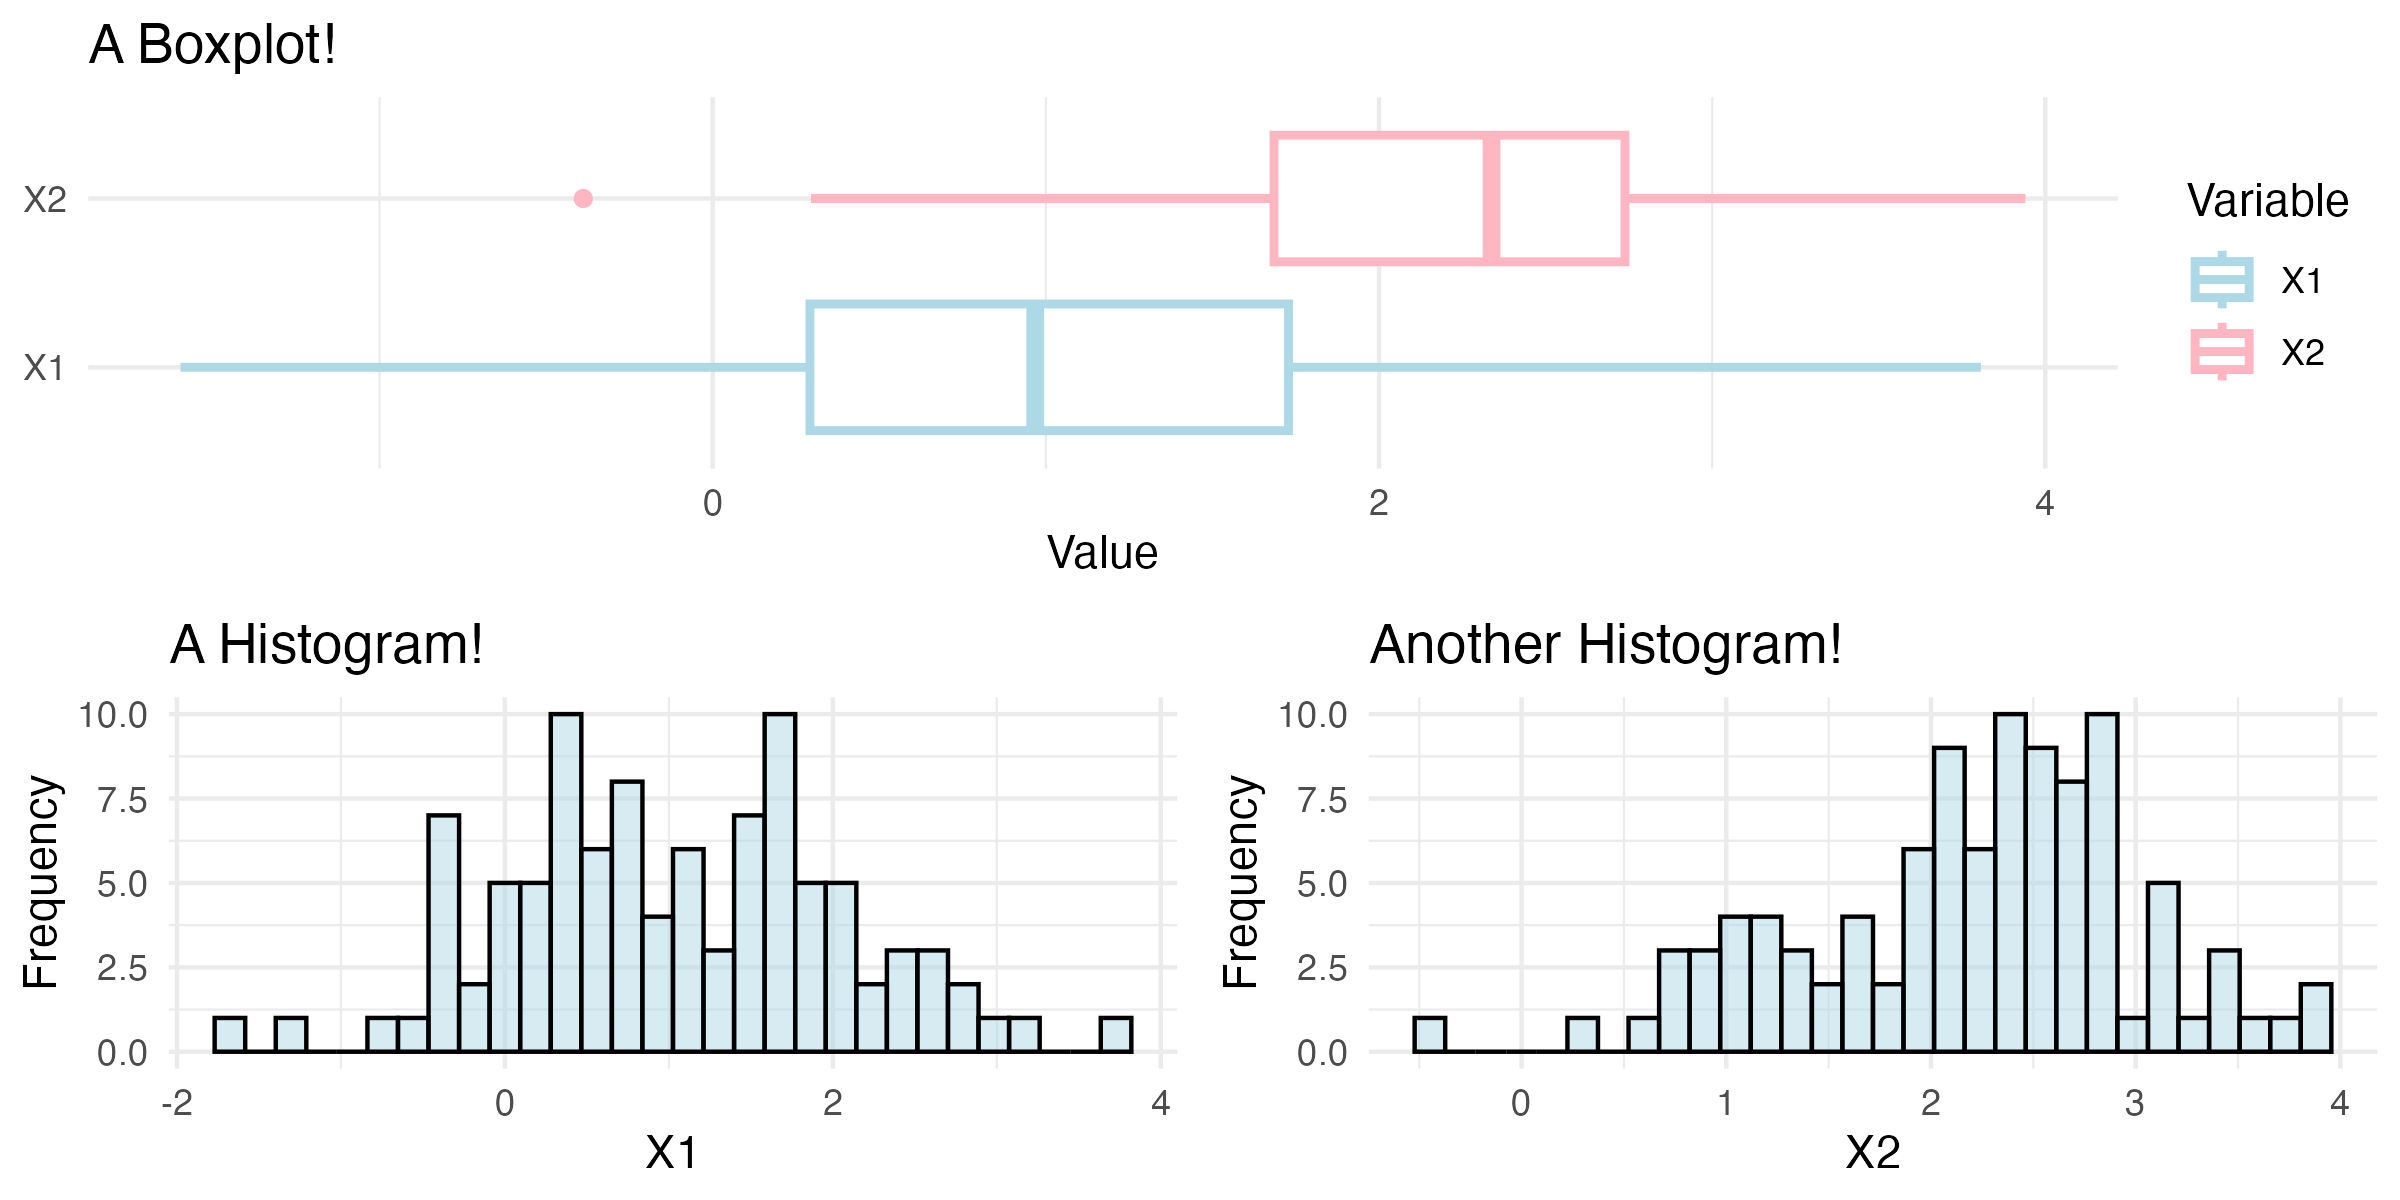 A Boxplot!
X2
X1
0 2 4
Value
Variable
X1
X2
A Histogram!
Frequency
10.0
7.5
5.0
2.5
0.0
-2 0 2 4
X1
Another Histogram!
Frequency
10.0
7.5
5.0
2.5
0.0
0 1 2 3 4
X2